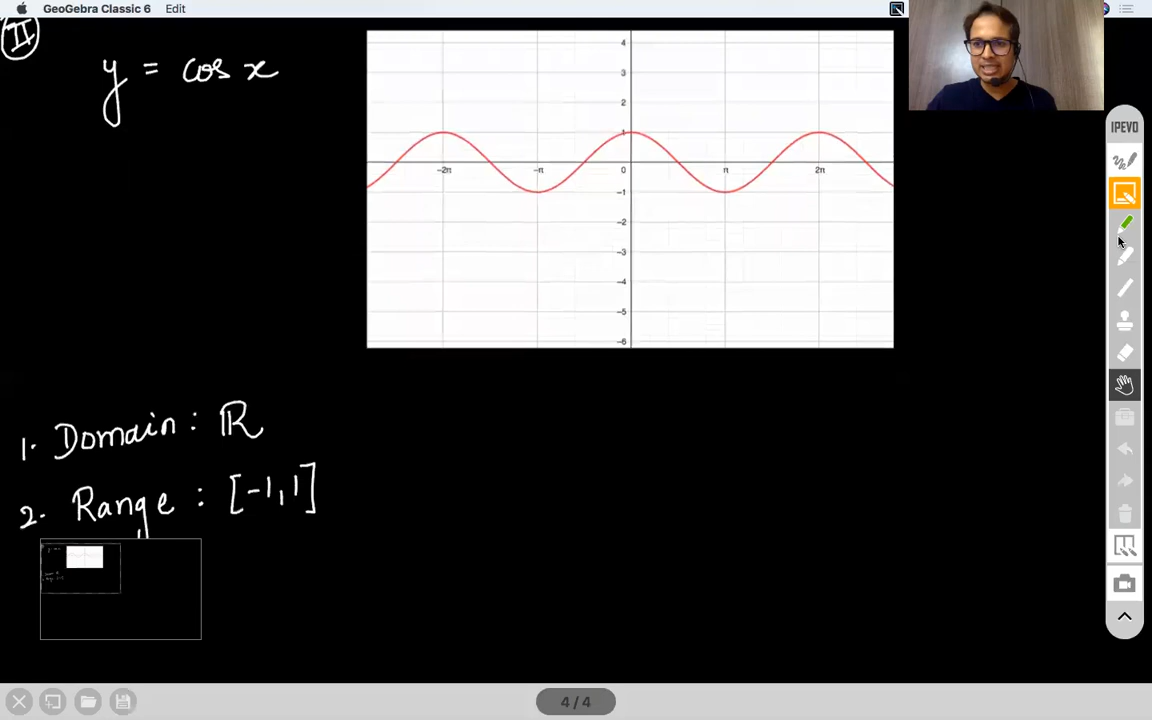 GeoGebra Classic 6 Edit
II
y = cos x
4
3
2
1
-2π -π 0 π 2π
-1
-2
-3
-4
-5
-6
IPEVO
1. Domain : ℝ
2. Range : [-1,1]
4 / 4